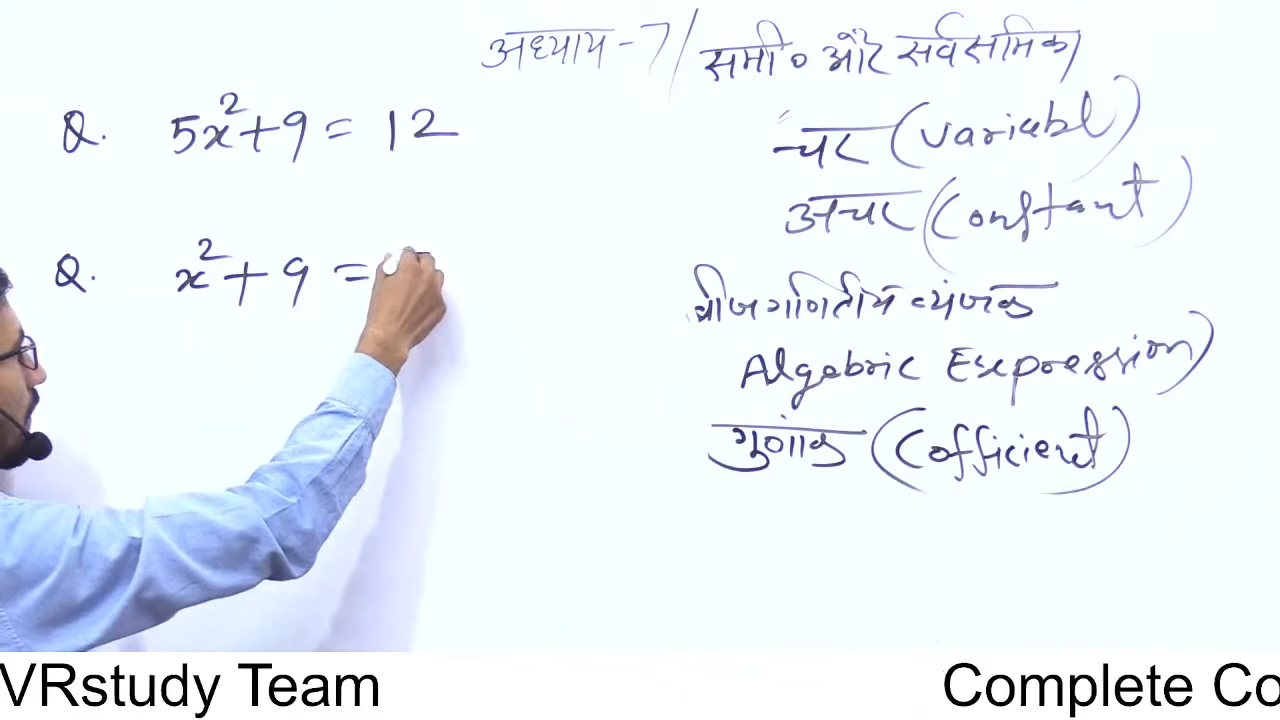 अध्याय - 7/ समी० और सर्वसमिका
Q. 5x²+9 = 12
चर (variabl)
अचर (Constant)
Q. x²+9 =
बीजगणितीय व्यंजक
Algebric Expression)
गुणांक (Cofficient)
VRstudy Team
Complete Co